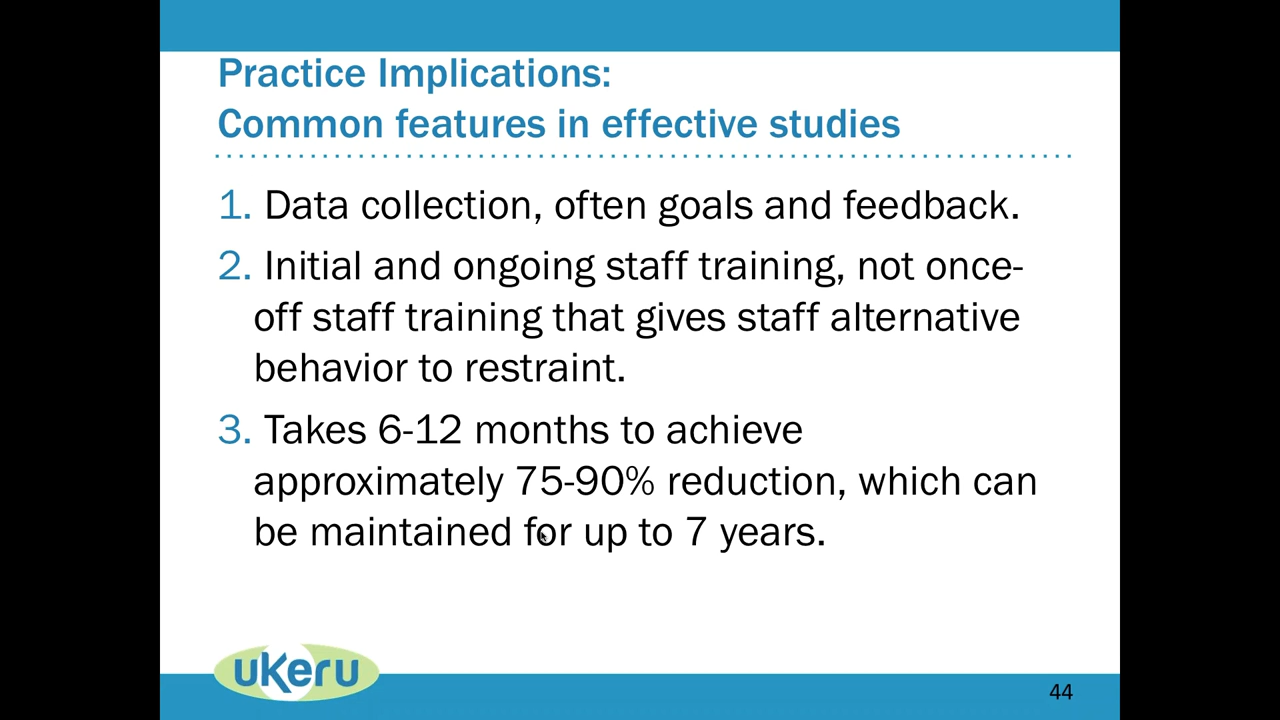 Practice Implications:
Common features in effective studies
1. Data collection, often goals and feedback.
2. Initial and ongoing staff training, not once-
off staff training that gives staff alternative
behavior to restraint.
3. Takes 6-12 months to achieve
approximately 75-90% reduction, which can
be maintained for up to 7 years.
ukeru
44